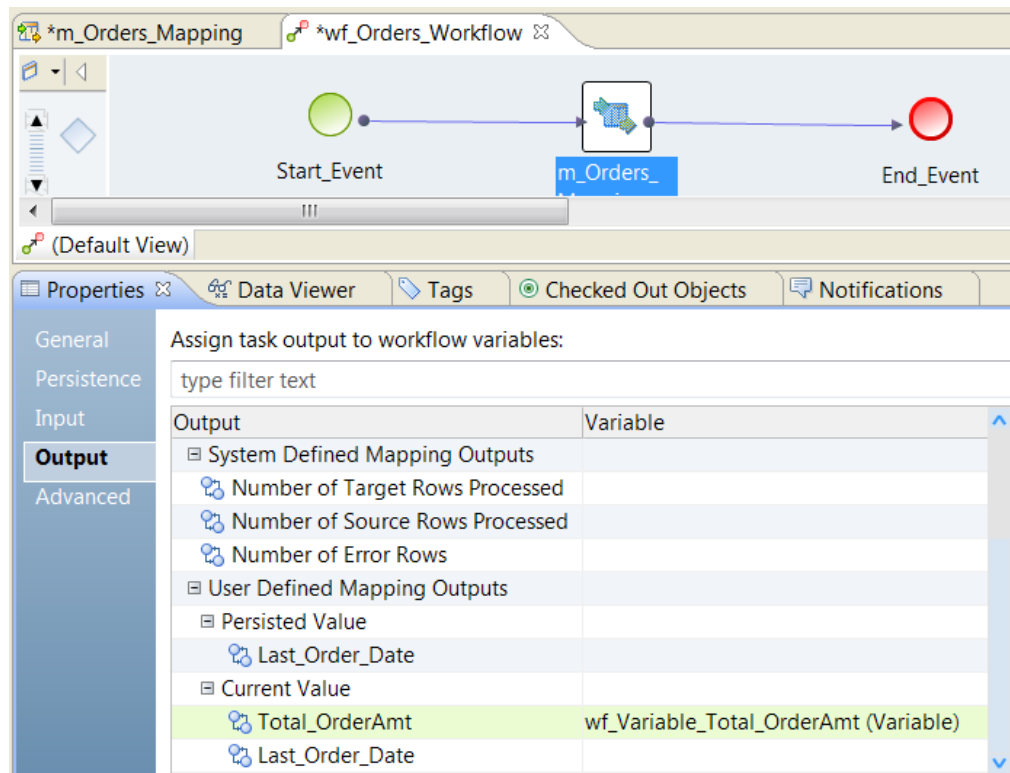 *m_Orders_Mapping *wf_Orders_Workflow
Start_Event
m_Orders_
End_Event
(Default View)
Properties Data Viewer Tags Checked Out Objects Notifications
General
Persistence
Input
Output
Advanced
Assign task output to workflow variables:
type filter text
Output Variable
System Defined Mapping Outputs
Number of Target Rows Processed
Number of Source Rows Processed
Number of Error Rows
User Defined Mapping Outputs
Persisted Value
Last_Order_Date
Current Value
Total_OrderAmt wf_Variable_Total_OrderAmt (Variable)
Last_Order_Date